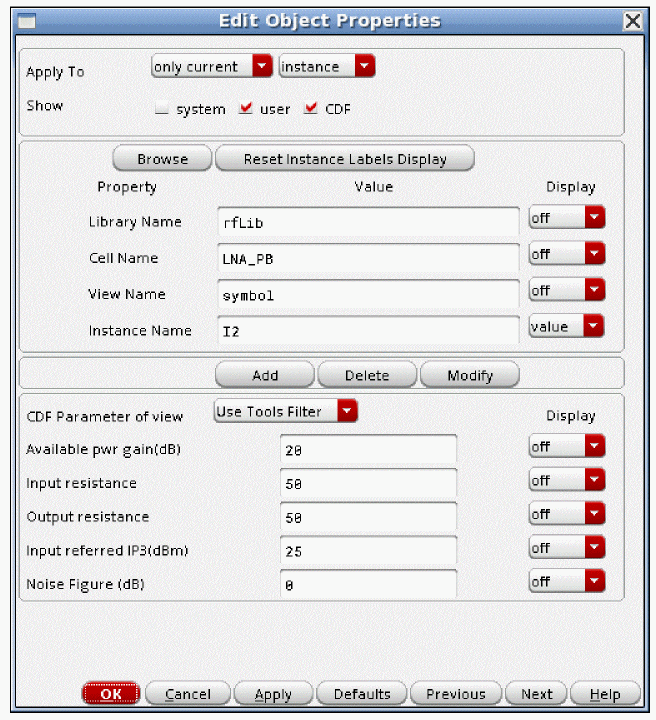 Edit Object Properties
Apply To only current instance
Show system user CDF
Browse Reset Instance Labels Display
Property Value Display
Library Name rfLib off
Cell Name LNA_PB off
View Name symbol off
Instance Name I2 value
Add Delete Modify
CDF Parameter of view Use Tools Filter Display
Available pwr gain(dB) 20 off
Input resistance 50 off
Output resistance 50 off
Input referred IP3(dBm) 25 off
Noise Figure (dB) 0 off
OK Cancel Apply Defaults Previous Next Help